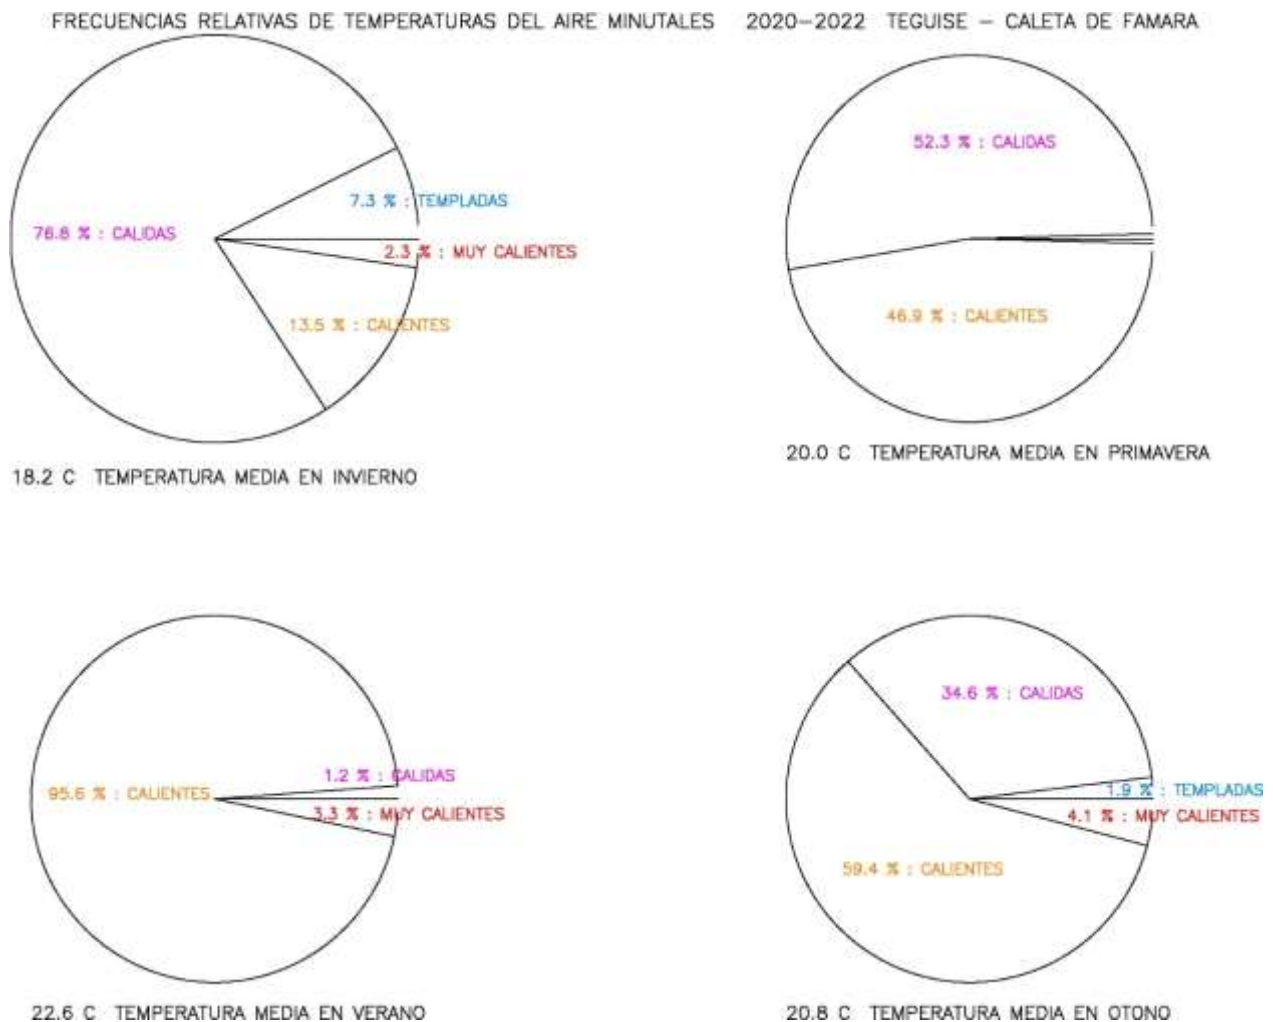 FRECUENCIAS RELATIVAS DE TEMPERATURAS DEL AIRE MINUTALES 2020-2022 TEGUISE - CALETA DE FAMARA
76.8 % : CALIDAS
7.3 % : TEMPLADAS
2.3 % : MUY CALIENTES
13.5 % : CALIENTES
18.2 C TEMPERATURA MEDIA EN INVIERNO
52.3 % : CALIDAS
46.9 % : CALIENTES
20.0 C TEMPERATURA MEDIA EN PRIMAVERA
95.6 % : CALIENTES
1.2 % : CALIDAS
3.3 % : MUY CALIENTES
22.6 C TEMPERATURA MEDIA EN VERANO
34.6 % : CALIDAS
1.9 % : TEMPLADAS
4.1 % : MUY CALIENTES
59.4 % : CALIENTES
20.8 C TEMPERATURA MEDIA EN OTONO